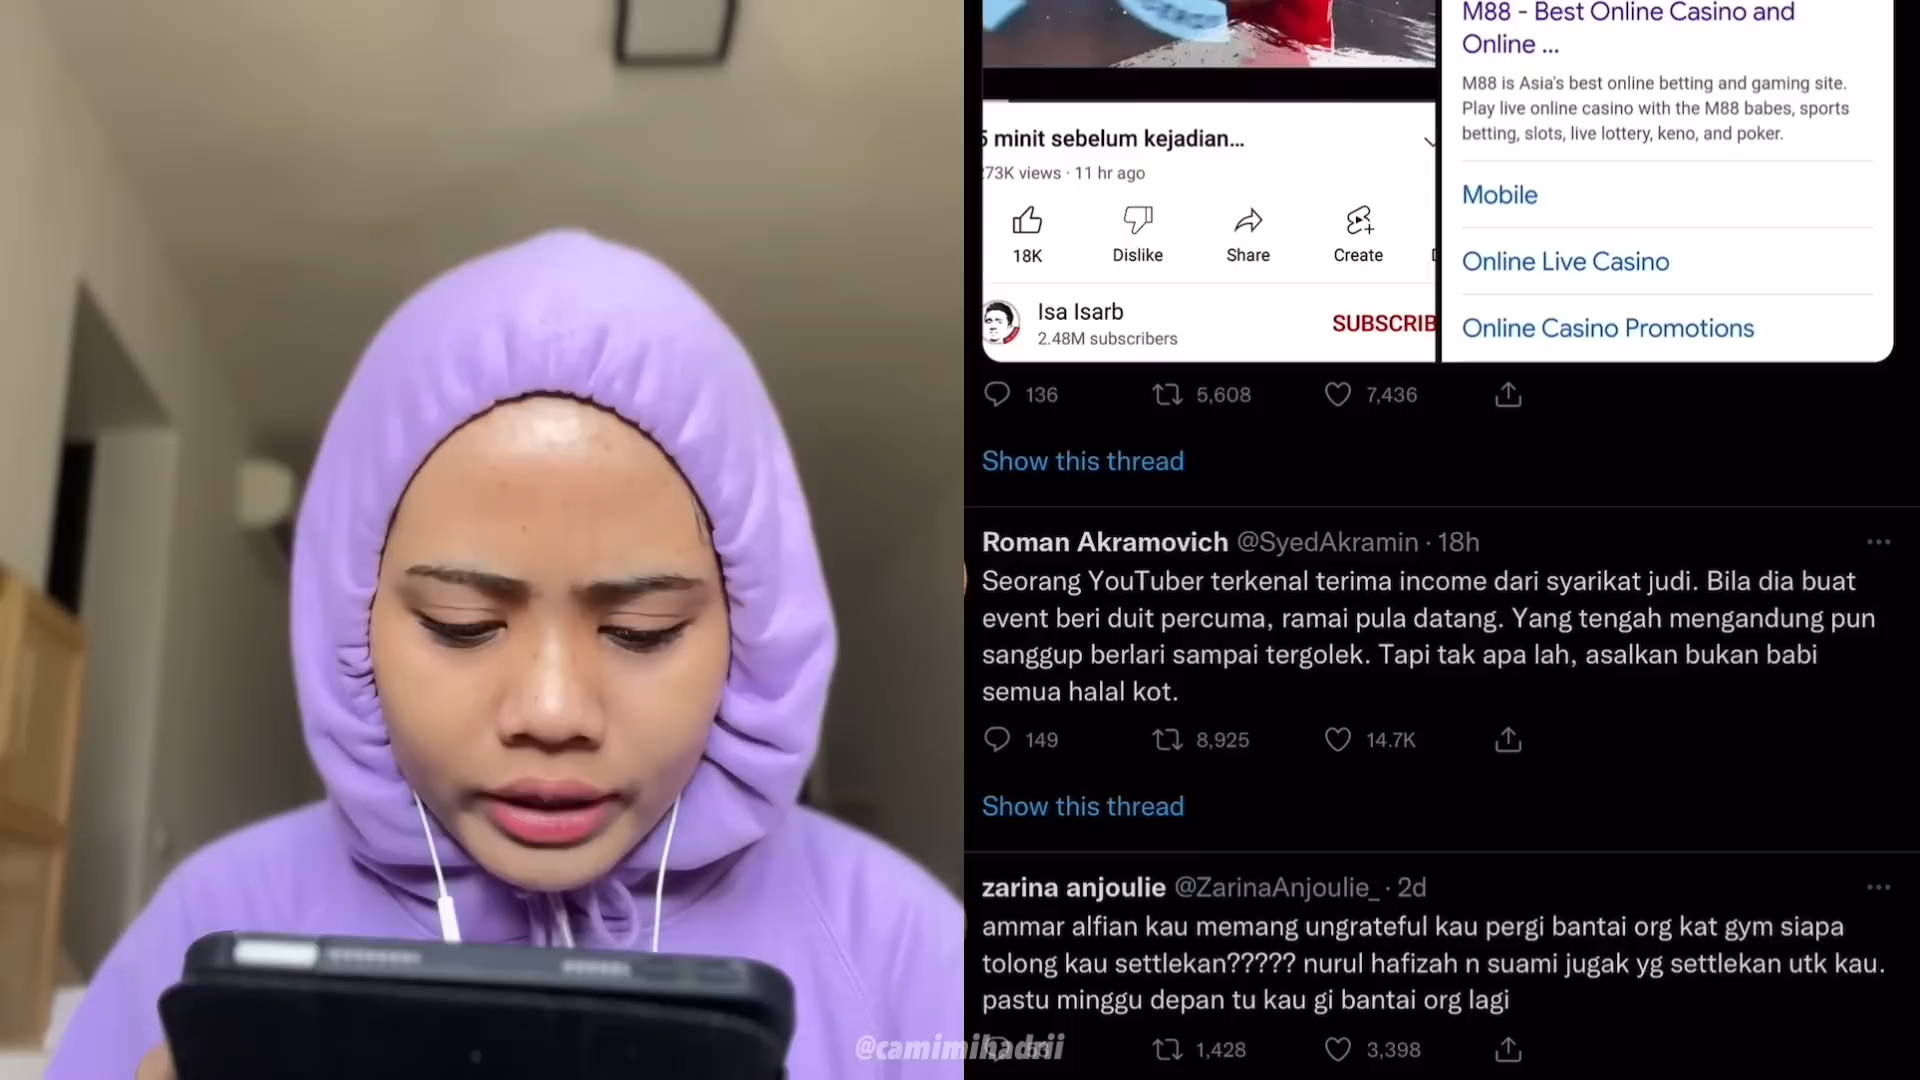 M88 - Best Online Casino and
Online ...
M88 is Asia's best online betting and gaming site.
Play live online casino with the M88 babes, sports
betting, slots, live lottery, keno, and poker.
5 minit sebelum kejadian...
73K views · 11 hr ago
Mobile
18K
Dislike
Share
Create
Online Live Casino
Isa Isarb
2.48M subscribers
SUBSCRIB
Online Casino Promotions
136
5,608
7,436
Show this thread
Roman Akramovich @SyedAkramin · 18h
Seorang YouTuber terkenal terima income dari syarikat judi. Bila dia buat
event beri duit percuma, ramai pula datang. Yang tengah mengandung pun
sanggup berlari sampai tergolek. Tapi tak apa lah, asalkan bukan babi
semua halal kot.
149
8,925
14.7K
Show this thread
zarina anjoulie @ZarinaAnjoulie_ · 2d
ammar alfian kau memang ungrateful kau pergi bantai org kat gym siapa
tolong kau settlekan????? nurul hafizah n suami jugak yg settlekan utk kau.
pastu minggu depan tu kau gi bantai org lagi
1,428
3,398